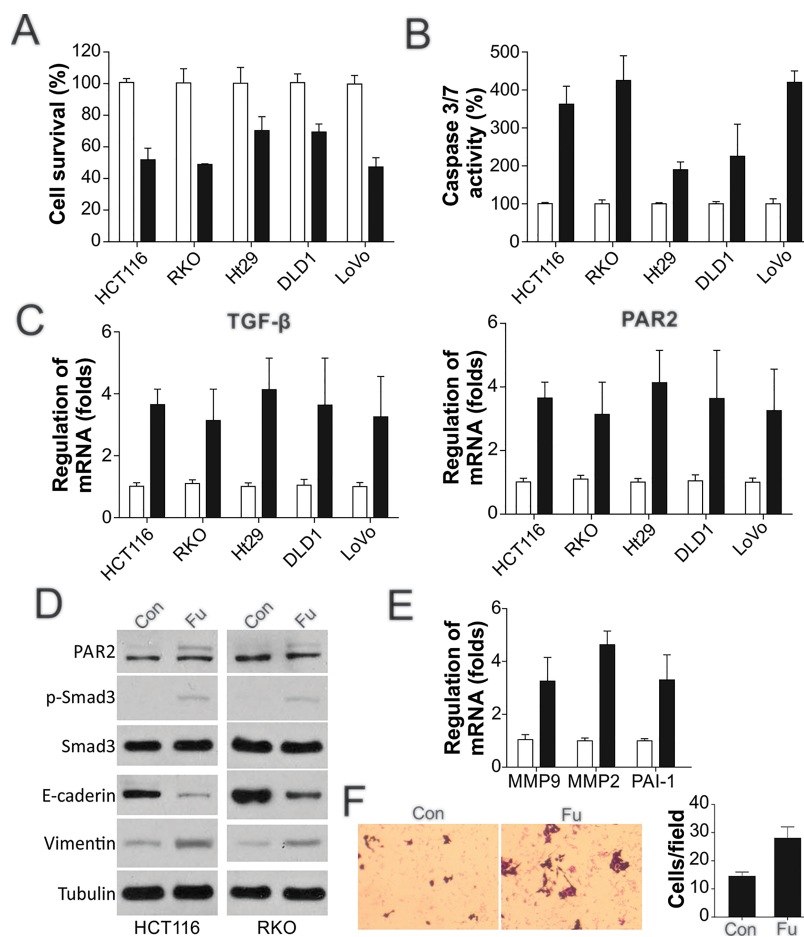 A
Cell survival (%)
120
100
80
60
40
20
0
HCT116
RKO
Ht29
DLD1
LoVo
B
Caspase 3/7
activity (%)
500
400
300
200
100
0
HCT116
RKO
Ht29
DLD1
LoVo
C
TGF-β
Regulation of
mRNA (folds)
6
4
2
0
HCT116
RKO
Ht29
DLD1
LoVo
PAR2
Regulation of
mRNA (folds)
6
4
2
0
HCT116
RKO
Ht29
DLD1
LoVo
D
Con Fu Con Fu
PAR2
p-Smad3
Smad3
E-caderin
Vimentin
Tubulin
HCT116 RKO
E
Regulation of
mRNA (folds)
6
4
2
0
MMP9 MMP2 PAI-1
F
Con Fu
Cells/field
40
30
20
10
0
Con Fu